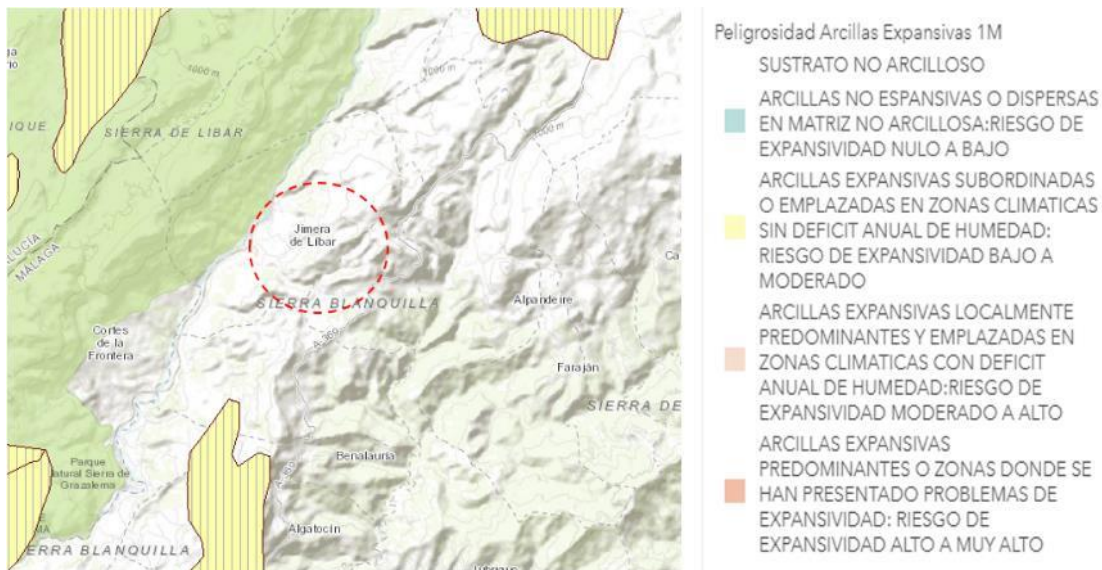 1000 m
1000 m
IQUE
SIERRA DE LIBAR
1000 m
Jimera
de Líbar
ALUCÍA
MÁLAGA
SIERRA BLANQUILLA
Ca
Alpandeire
A-369
Cortes
de la
Frontera
Faraján
SIERRA DE
Parque
Natural Sierra de
Grazalema
Benalauría
A-369
Algatocín
ERRA BLANQUILLA
Jubrique
Peligrosidad Arcillas Expansivas 1M
SUSTRATO NO ARCILLOSO
ARCILLAS NO ESPANSIVAS O DISPERSAS
EN MATRIZ NO ARCILLOSA:RIESGO DE
EXPANSIVIDAD NULO A BAJO
ARCILLAS EXPANSIVAS SUBORDINADAS
O EMPLAZADAS EN ZONAS CLIMATICAS
SIN DEFICIT ANUAL DE HUMEDAD:
RIESGO DE EXPANSIVIDAD BAJO A
MODERADO
ARCILLAS EXPANSIVAS LOCALMENTE
PREDOMINANTES Y EMPLAZADAS EN
ZONAS CLIMATICAS CON DEFICIT
ANUAL DE HUMEDAD:RIESGO DE
EXPANSIVIDAD MODERADO A ALTO
ARCILLAS EXPANSIVAS
PREDOMINANTES O ZONAS DONDE SE
HAN PRESENTADO PROBLEMAS DE
EXPANSIVIDAD: RIESGO DE
EXPANSIVIDAD ALTO A MUY ALTO